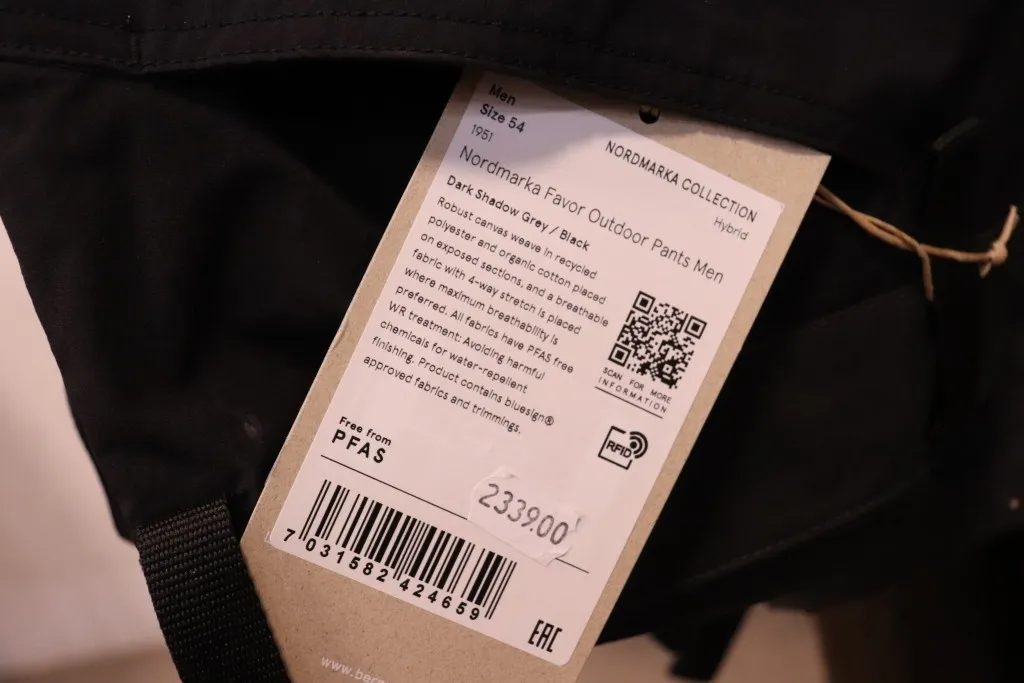 Men
Size 54
1951
NORDMARKA COLLECTION
Hybrid
Nordmarka Favor Outdoor Pants Men
Dark Shadow Grey / Black
Robust canvas weave in recycled
polyester and organic cotton placed
on exposed sections, and a breathable
fabric with 4-way stretch is placed
where maximum breathability is
preferred. All fabrics have PFAS free
WR treatment: Avoiding harmful
chemicals for water-repellent
finishing. Product contains bluesign®
approved fabrics and trimmings.
SCAN FOR MORE
INFORMATION
RFID
Free from
PFAS
2339.00
7 031582 424659
EAC
www.ber